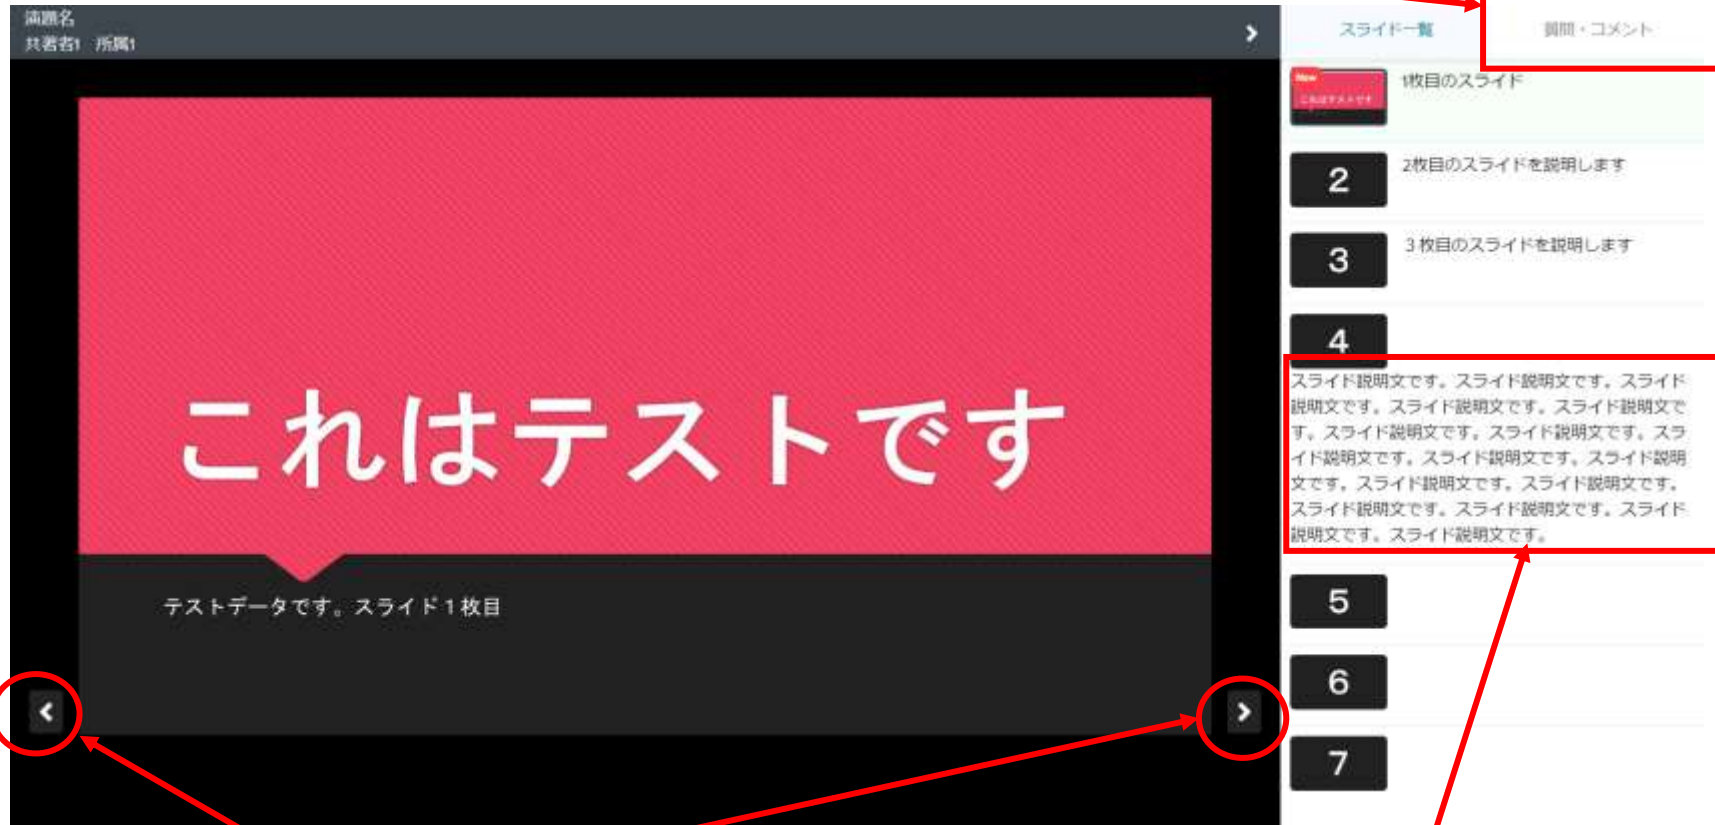 演題名
共著者1 所属1
スライド一覧
質問・コメント
New
これはテストです
1枚目のスライド
2
2枚目のスライドを説明します
3
３枚目のスライドを説明します
4
スライド説明文です。スライド説明文です。スライド
説明文です。スライド説明文です。スライド説明文で
す。スライド説明文です。スライド説明文です。スラ
イド説明文です。スライド説明文です。スライド説明
文です。スライド説明文です。スライド説明文です。
スライド説明文です。スライド説明文です。スライド
説明文です。スライド説明文です。
5
6
7
これはテストです
テストデータです。スライド１枚目